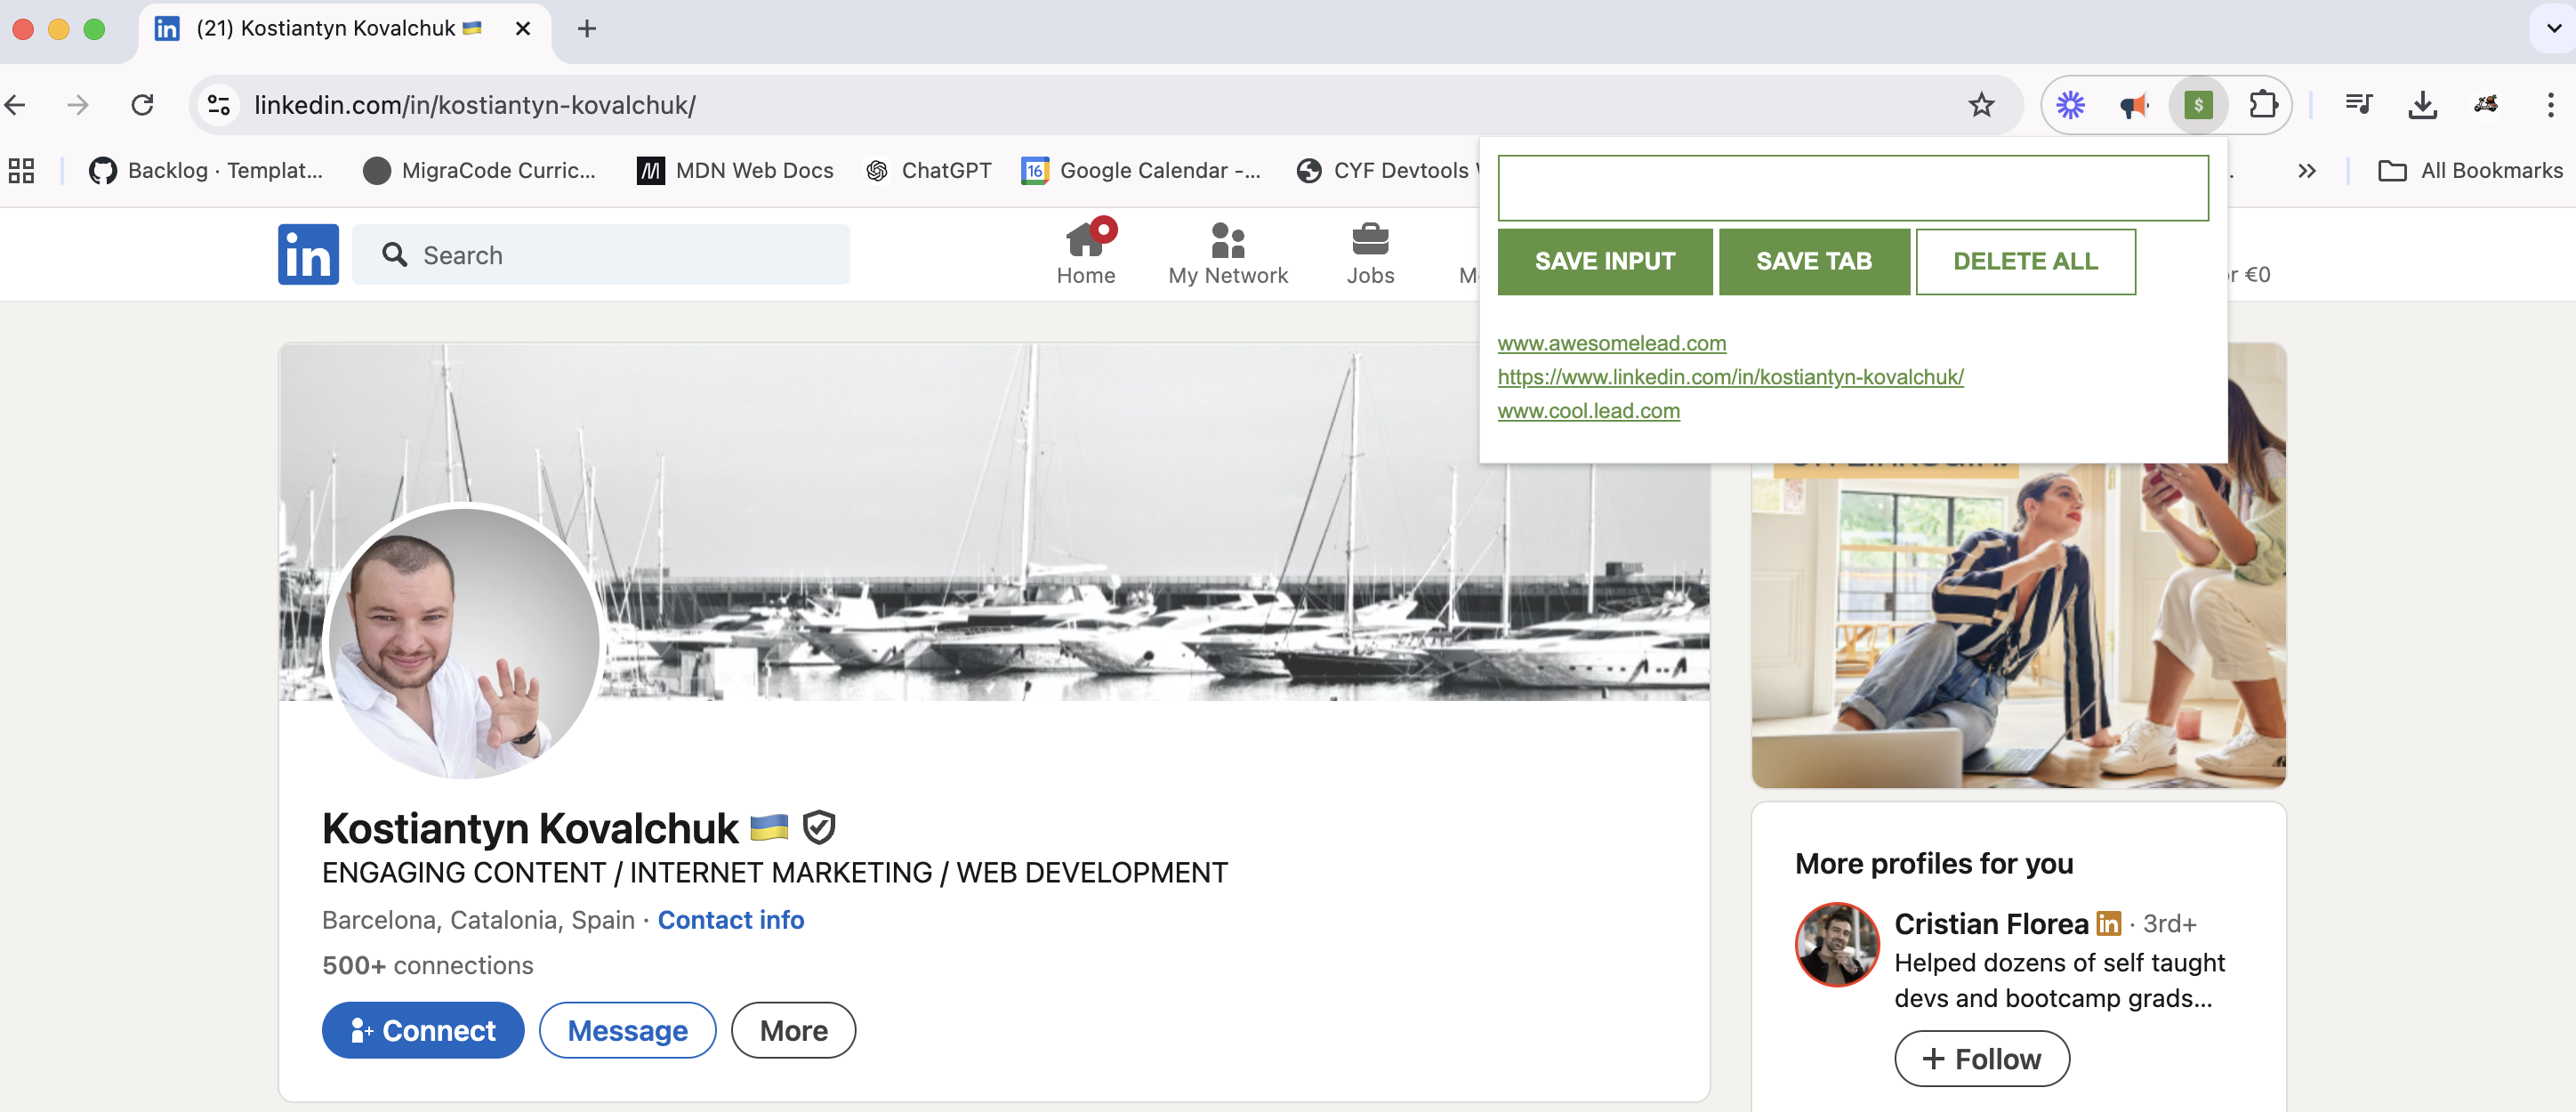 (21) Kostiantyn Kovalchuk 🇺🇦
linkedin.com/in/kostiantyn-kovalchuk/
$
Backlog · Templat...
MigraCode Curric...
MDN Web Docs
ChatGPT
16
Google Calendar -...
CYF Devtools
All Bookmarks
SAVE INPUT
SAVE TAB
DELETE ALL
www.awesomelead.com
https://www.linkedin.com/in/kostiantyn-kovalchuk/
www.cool.lead.com
in
Search
Home
My Network
Jobs
€0
Kostiantyn Kovalchuk 🇺🇦
ENGAGING CONTENT / INTERNET MARKETING / WEB DEVELOPMENT
Barcelona, Catalonia, Spain · Contact info
500+ connections
Connect
Message
More
More profiles for you
Cristian Florea in · 3rd+
Helped dozens of self taught
devs and bootcamp grads...
+ Follow